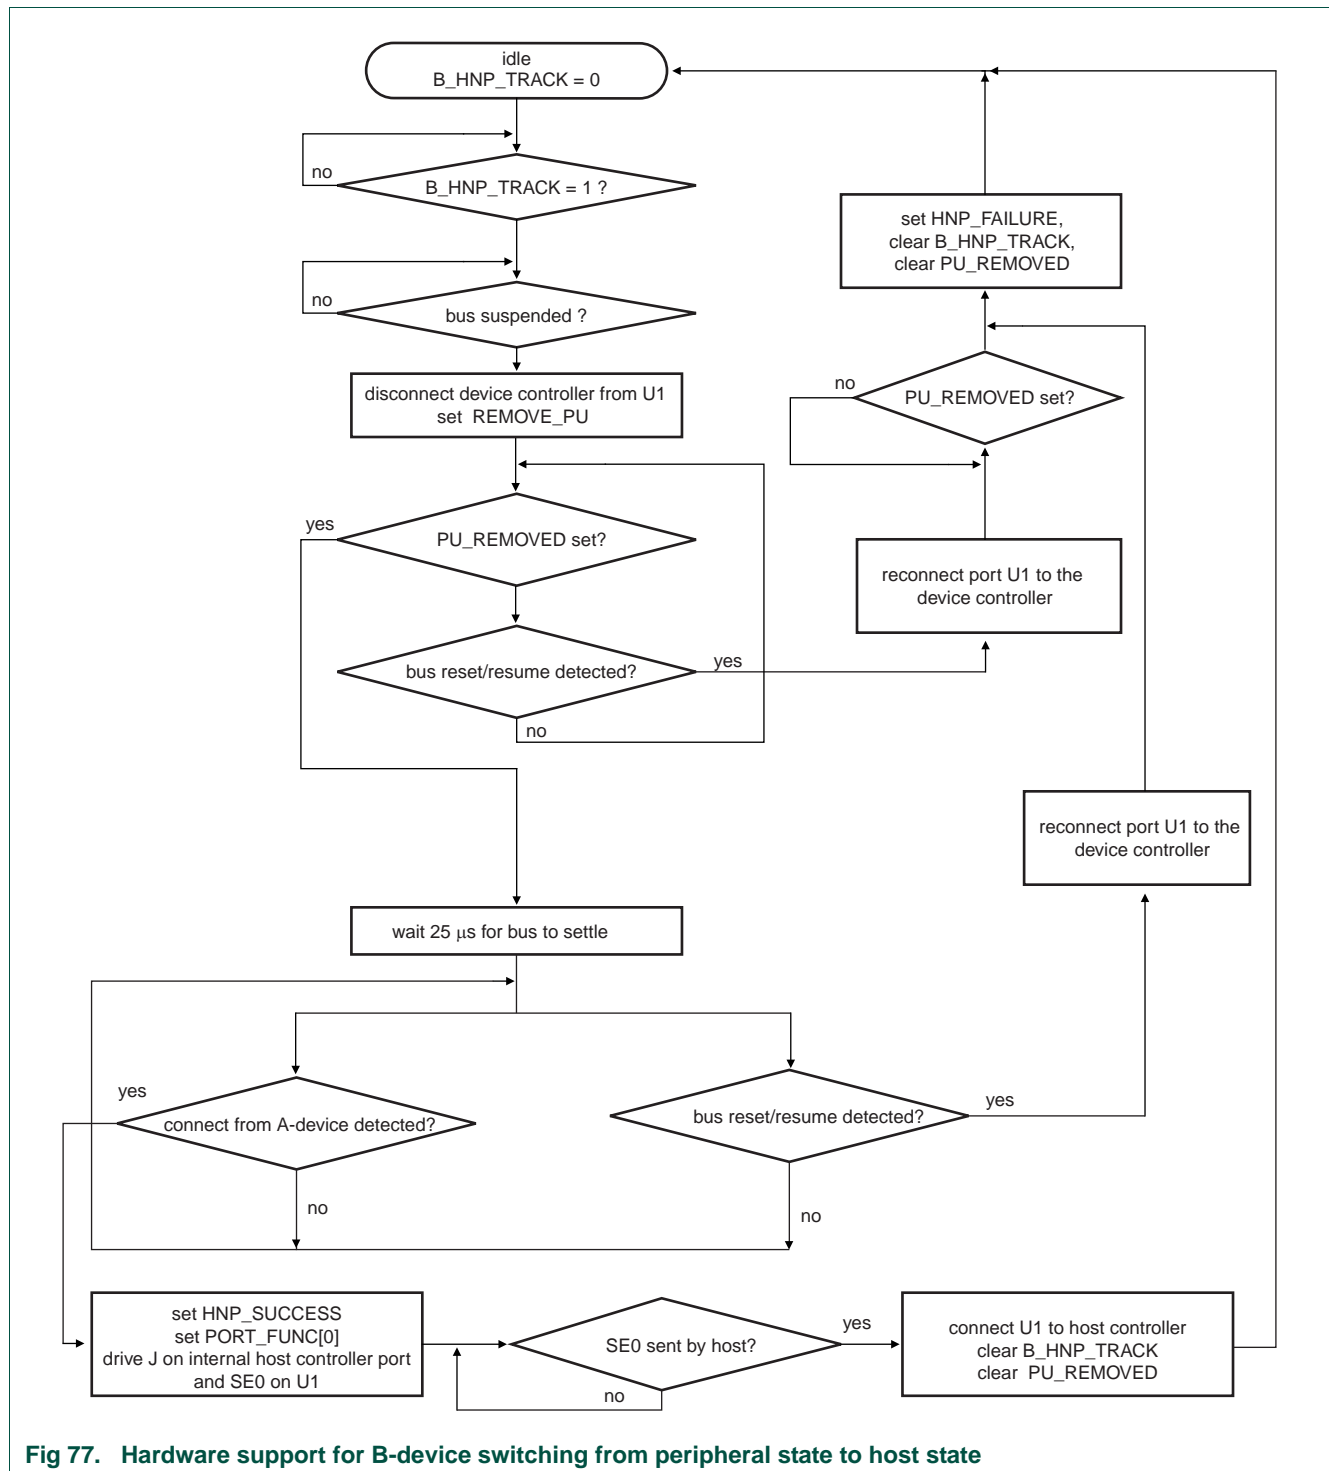 idle
B_HNP_TRACK = 0
no
B_HNP_TRACK = 1 ?
set HNP_FAILURE,
clear B_HNP_TRACK,
clear PU_REMOVED
no
bus suspended ?
disconnect device controller from U1
set REMOVE_PU
no
PU_REMOVED set?
yes
PU_REMOVED set?
reconnect port U1 to the
device controller
bus reset/resume detected?
yes
no
reconnect port U1 to the
device controller
wait 25 μs for bus to settle
yes
connect from A-device detected?
no
bus reset/resume detected?
yes
no
set HNP_SUCCESS
set PORT_FUNC[0]
drive J on internal host controller port
and SE0 on U1
SE0 sent by host?
yes
no
connect U1 to host controller
clear B_HNP_TRACK
clear PU_REMOVED
Fig 77. Hardware support for B-device switching from peripheral state to host state